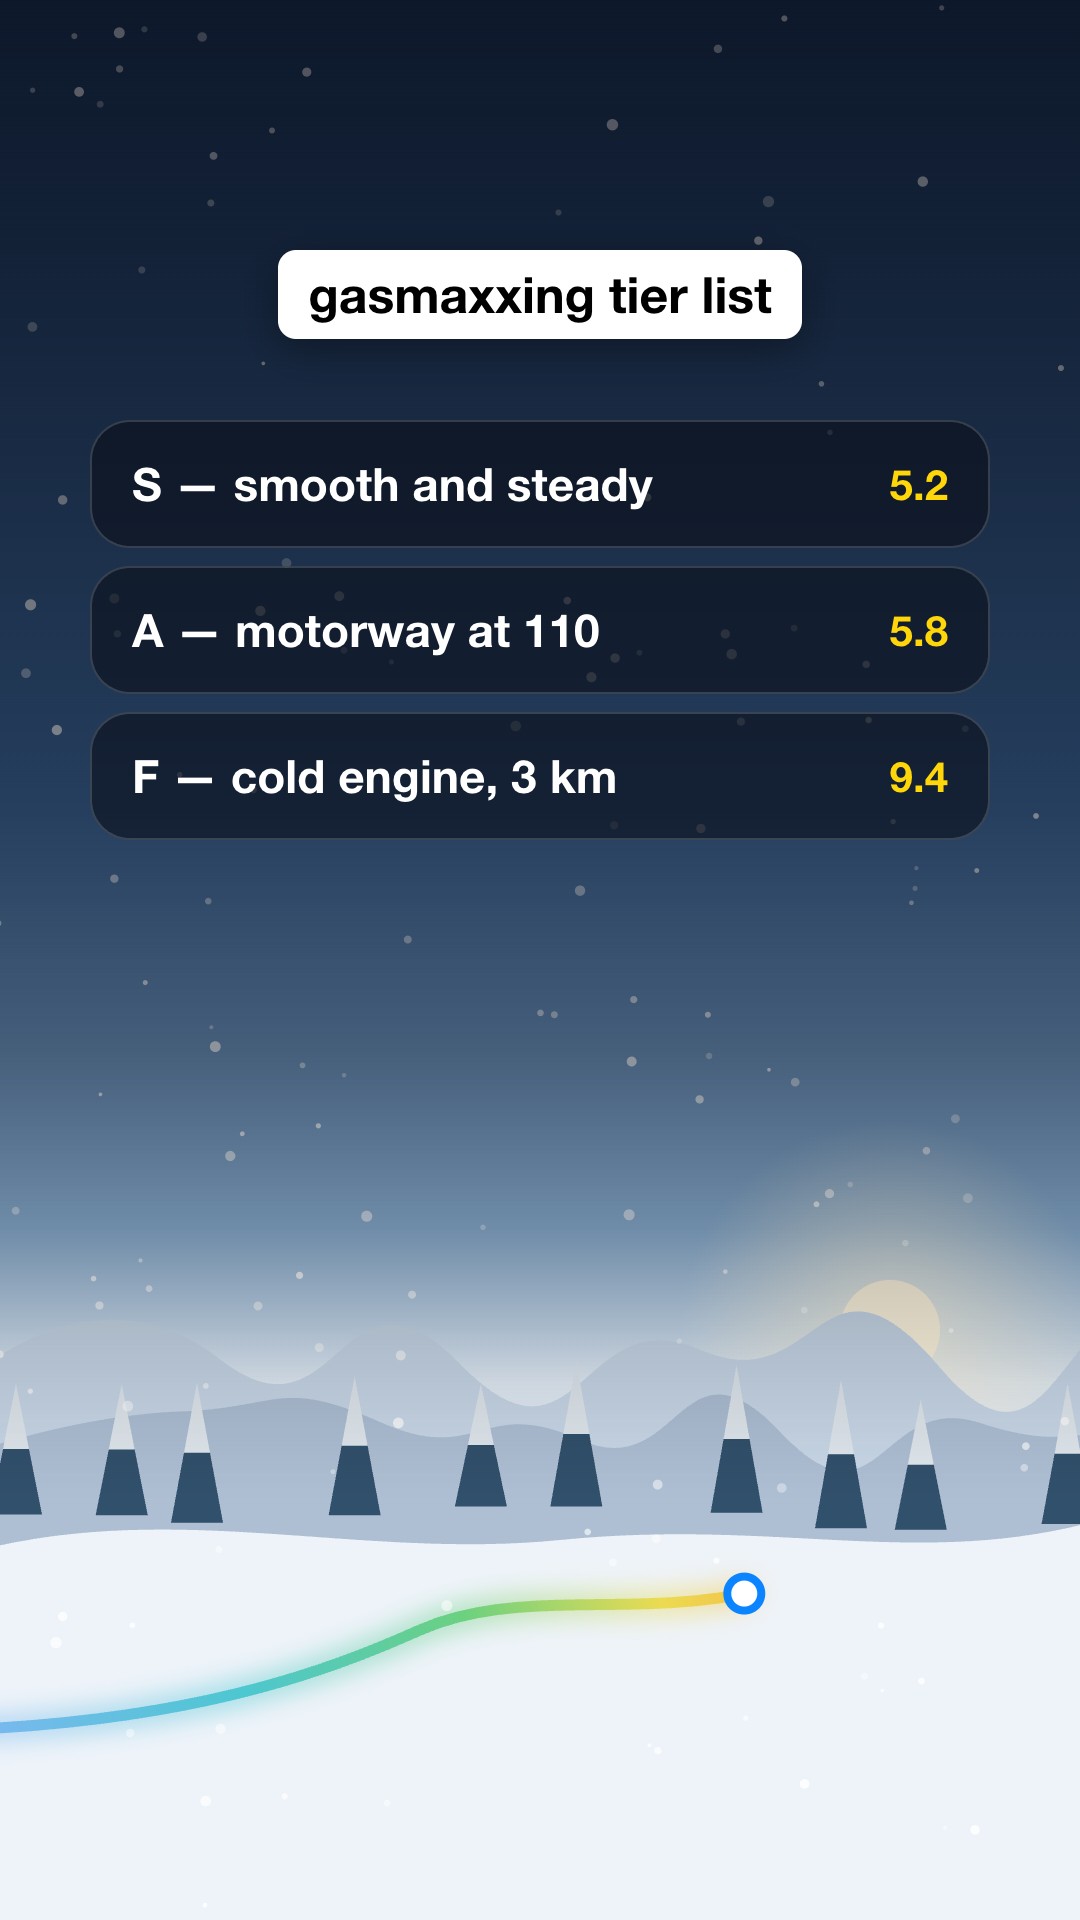 gasmaxxing tier list
S — smooth and steady 5.2
A — motorway at 110 5.8
F — cold engine, 3 km 9.4